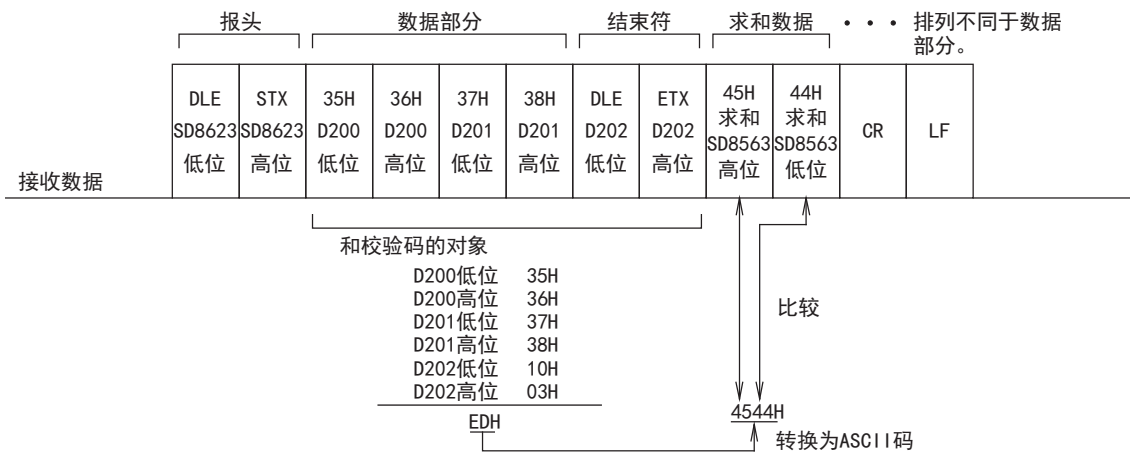 报头 数据部分 结束符 求和数据 ・・・ 排列不同于数据
部分。
DLE STX 35H 36H 37H 38H DLE ETX 45H 44H CR LF
SD8623 SD8623 D200 D200 D201 D201 D202 D202 求和 求和
SD8563 SD8563
低位 高位 低位 高位 低位 高位 低位 高位 高位 低位
接收数据
和校验码的对象
D200低位 35H
D200高位 36H
D201低位 37H
D201高位 38H
D202低位 10H
D202高位 03H
EDH
比较
4544H
转换为ASCII码